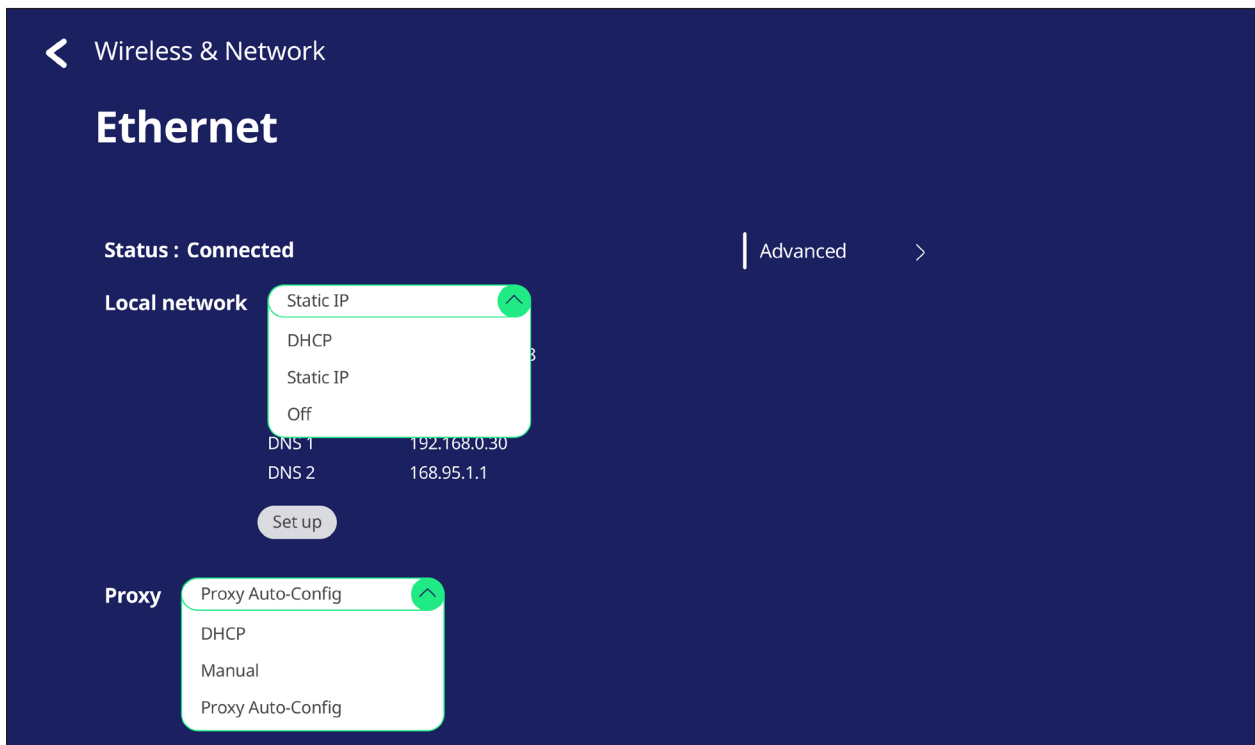 Wireless & Network
Ethernet
Status : Connected
Advanced
Local network
Static IP
DHCP
Static IP
Off
DNS 1 192.168.0.30
DNS 2 168.95.1.1
Set up
Proxy
Proxy Auto-Config
DHCP
Manual
Proxy Auto-Config